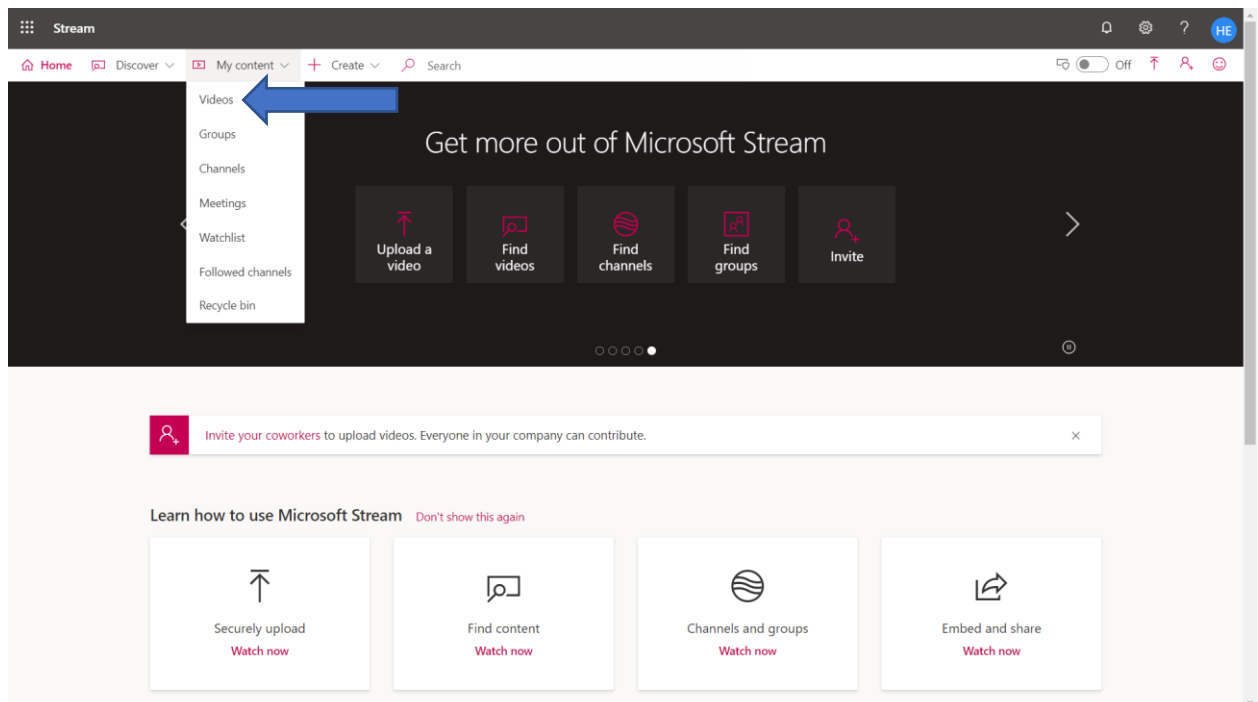 Stream
?
HE
Home Discover My content Create Search Off
Videos
Groups
Channels
Meetings
Watchlist
Followed channels
Recycle bin
Get more out of Microsoft Stream
Upload a
video
Find
videos
Find
channels
Find
groups
Invite
Invite your coworkers to upload videos. Everyone in your company can contribute.
Learn how to use Microsoft Stream Don't show this again
Securely upload
Watch now
Find content
Watch now
Channels and groups
Watch now
Embed and share
Watch now